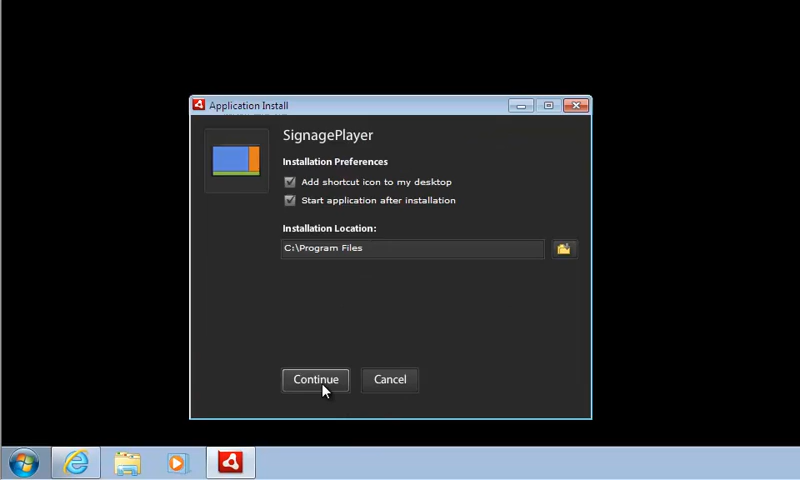 Application Install
SignagePlayer
Installation Preferences
Add shortcut icon to my desktop
Start application after installation
Installation Location:
C:\Program Files
Continue
Cancel